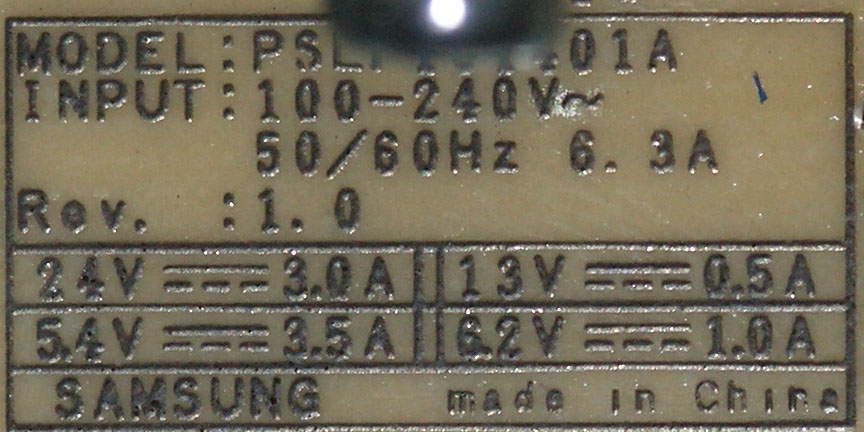 MODEL:
INPUT:100-240V~
50/60Hz 6.3A
Rev. :1.0
24V ⎓ 3.0A 13V ⎓ 0.5A
5.4V ⎓ 3.5A 6.2V ⎓ 1.0A
SAMSUNG made in China